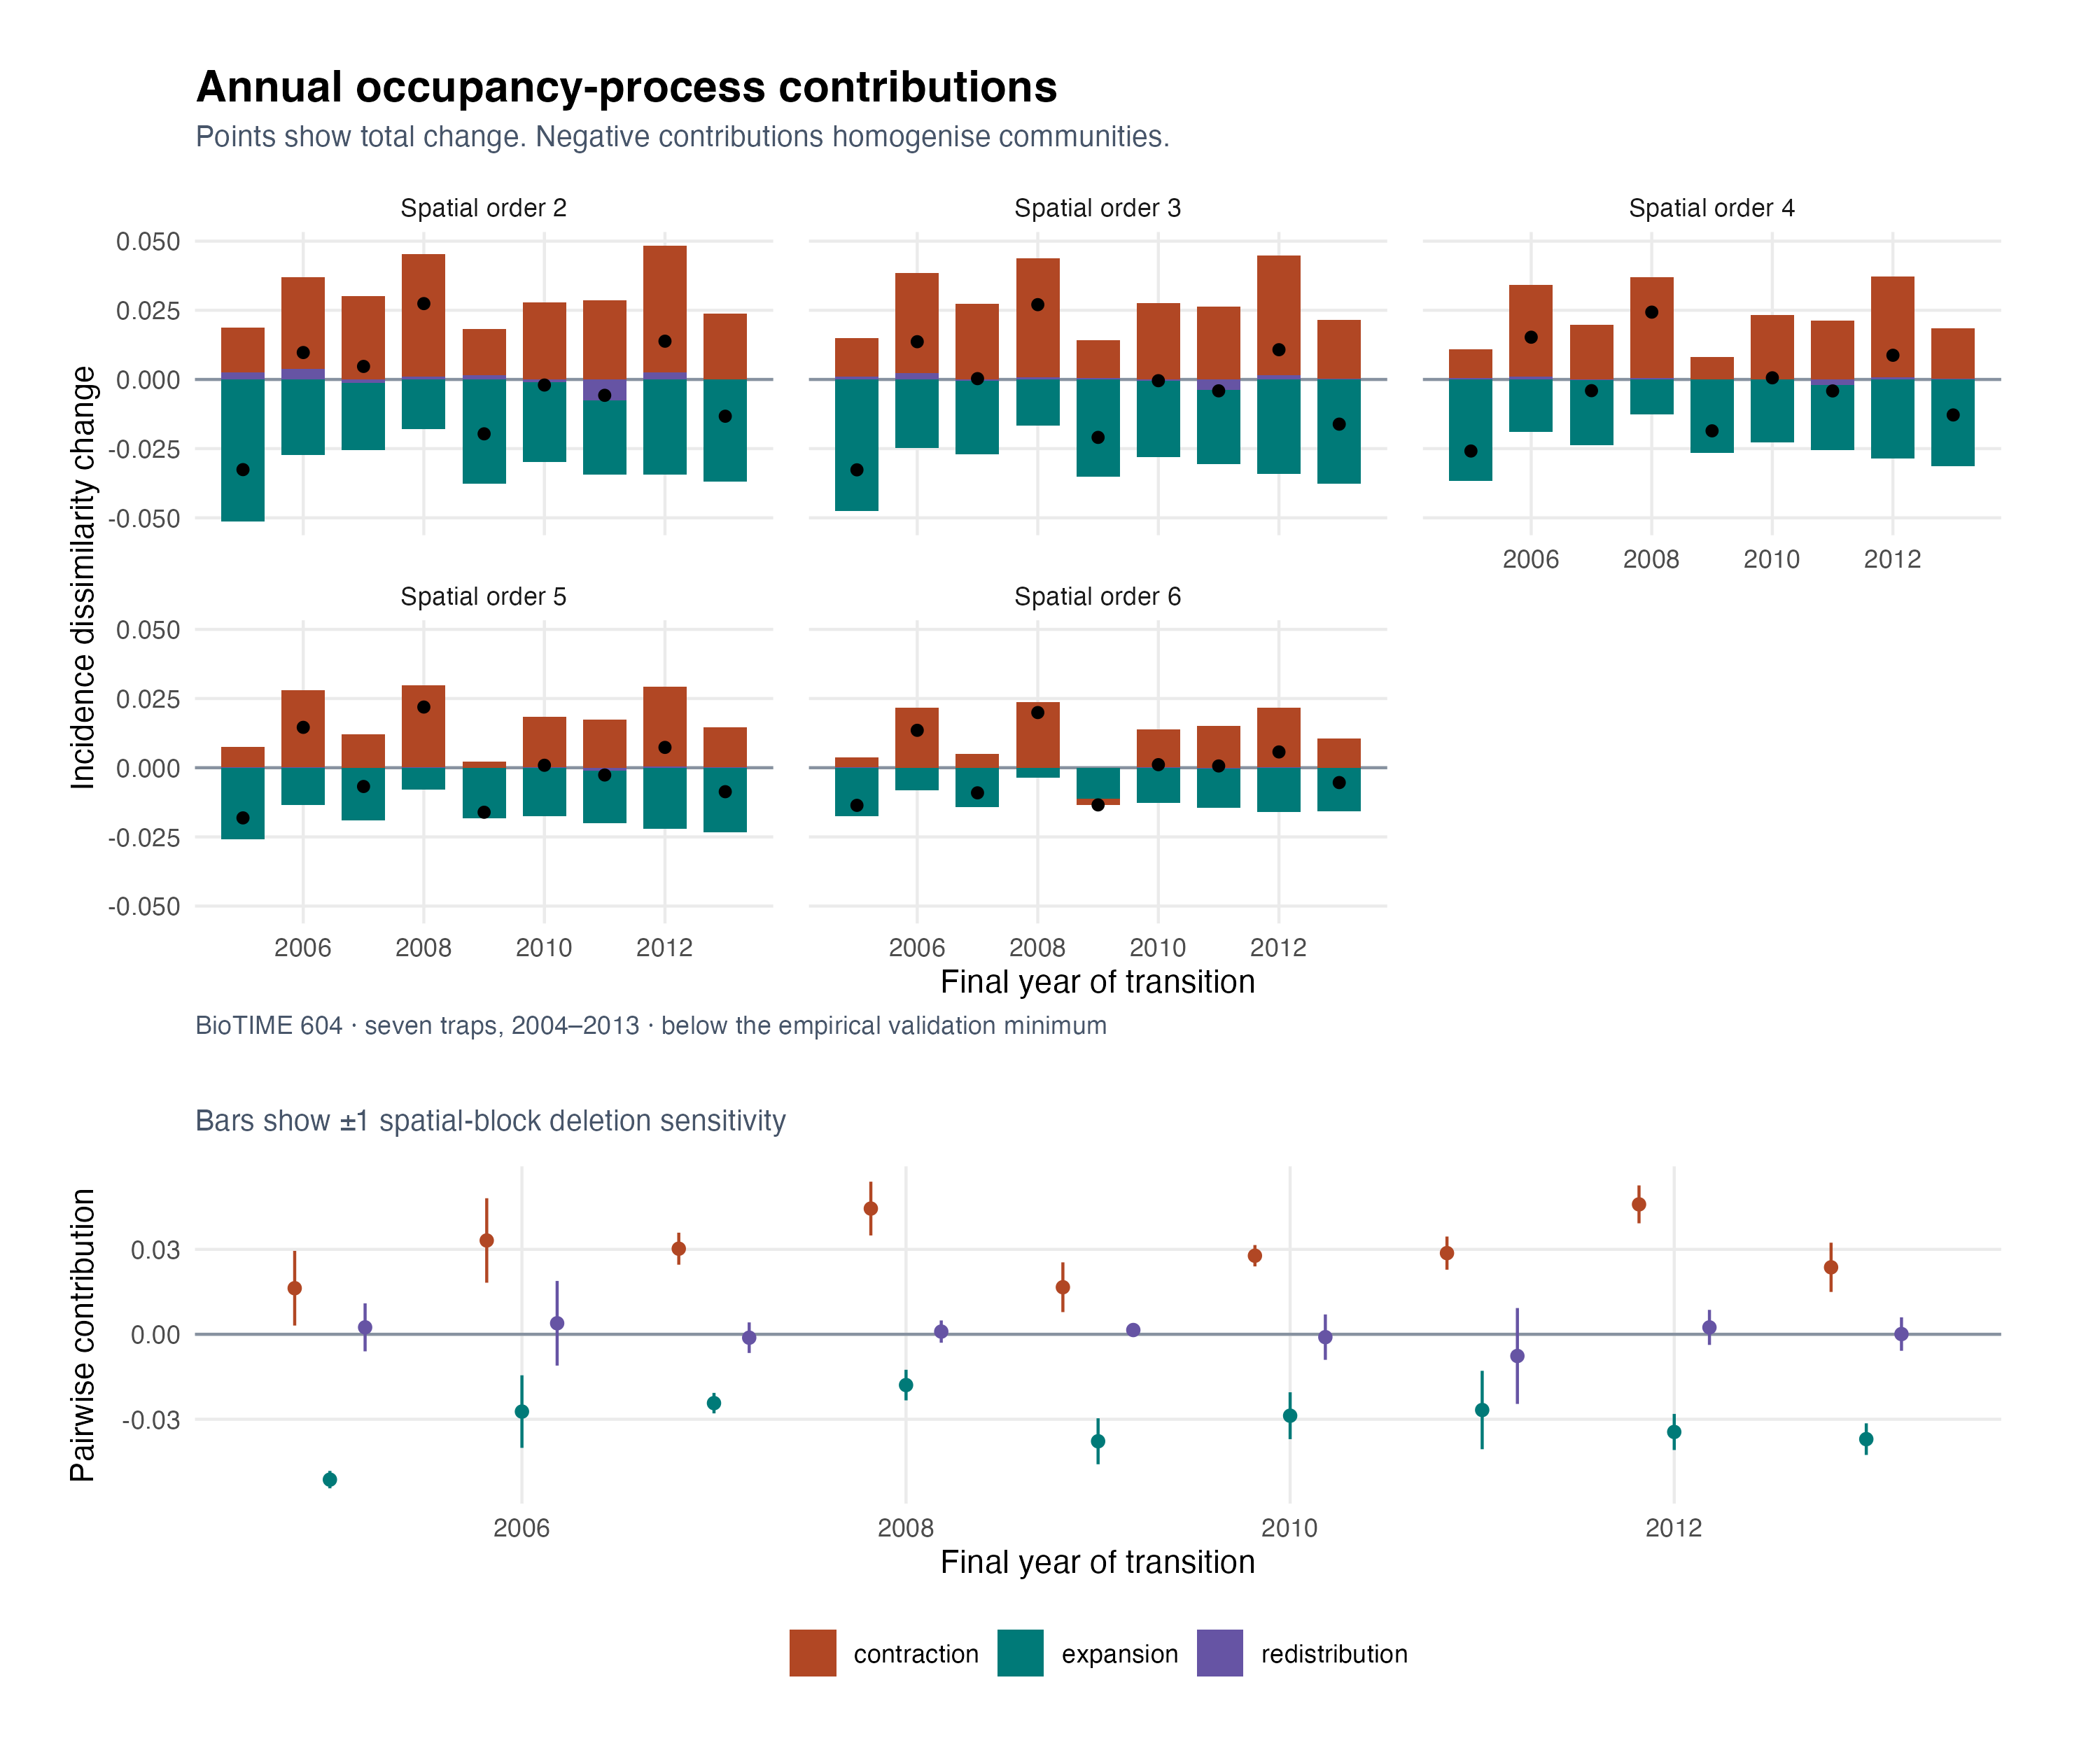 Annual occupancy-process contributions
Points show total change. Negative contributions homogenise communities.
Spatial order 2
Spatial order 3
Spatial order 4
Incidence dissimilarity change
0.050
0.025
0.000
-0.025
-0.050
2006 2008 2010 2012
Spatial order 5
Spatial order 6
0.050
0.025
0.000
-0.025
-0.050
2006 2008 2010 2012
2006 2008 2010 2012
Final year of transition
BioTIME 604 · seven traps, 2004–2013 · below the empirical validation minimum
Bars show ±1 spatial-block deletion sensitivity
Pairwise contribution
0.03
0.00
-0.03
2006 2008 2010 2012
Final year of transition
contraction expansion redistribution